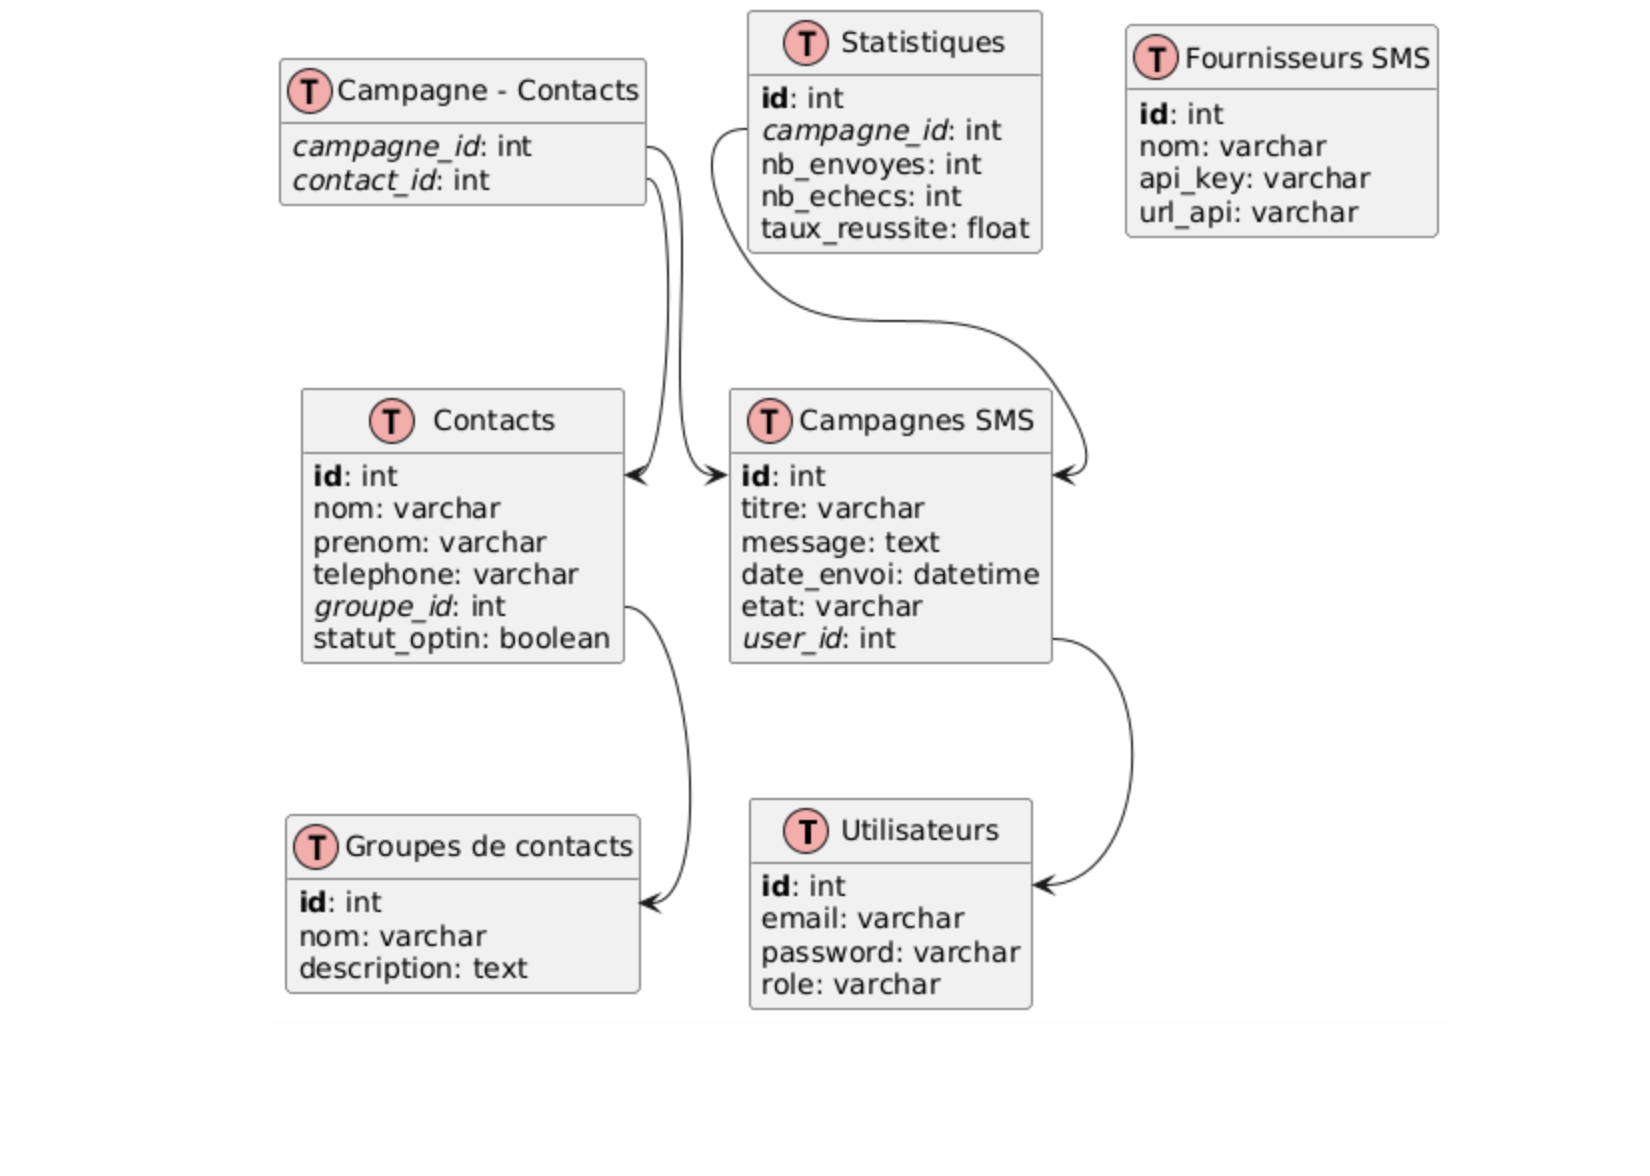 T Campagne - Contacts
campagne_id: int
contact_id: int
T Statistiques
id: int
campagne_id: int
nb_envoyes: int
nb_echecs: int
taux_reussite: float
T Fournisseurs SMS
id: int
nom: varchar
api_key: varchar
url_api: varchar
T Contacts
id: int
nom: varchar
prenom: varchar
telephone: varchar
groupe_id: int
statut_optin: boolean
T Campagnes SMS
id: int
titre: varchar
message: text
date_envoi: datetime
etat: varchar
user_id: int
T Groupes de contacts
id: int
nom: varchar
description: text
T Utilisateurs
id: int
email: varchar
password: varchar
role: varchar